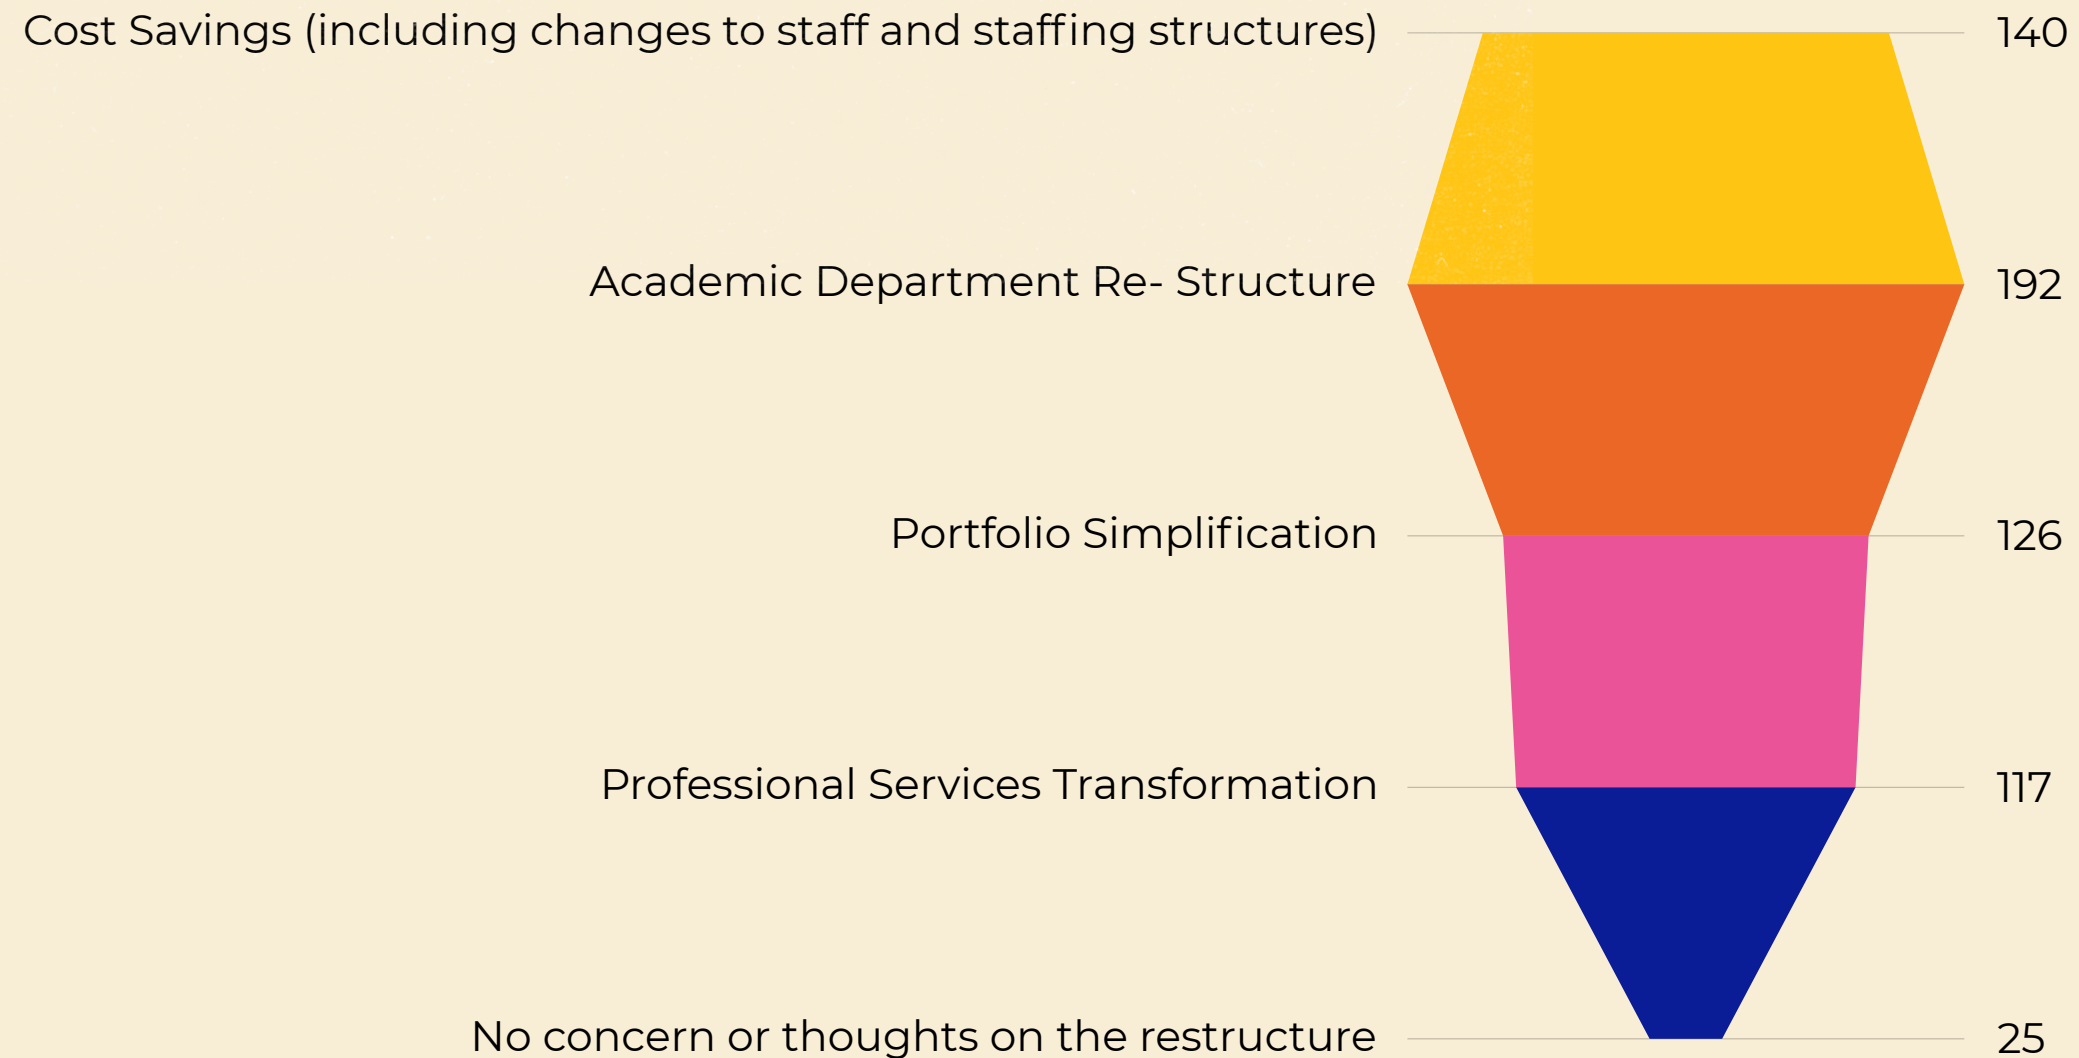 Cost Savings (including changes to staff and staffing structures) 140
Academic Department Re- Structure 192
Portfolio Simplification 126
Professional Services Transformation 117
No concern or thoughts on the restructure 25